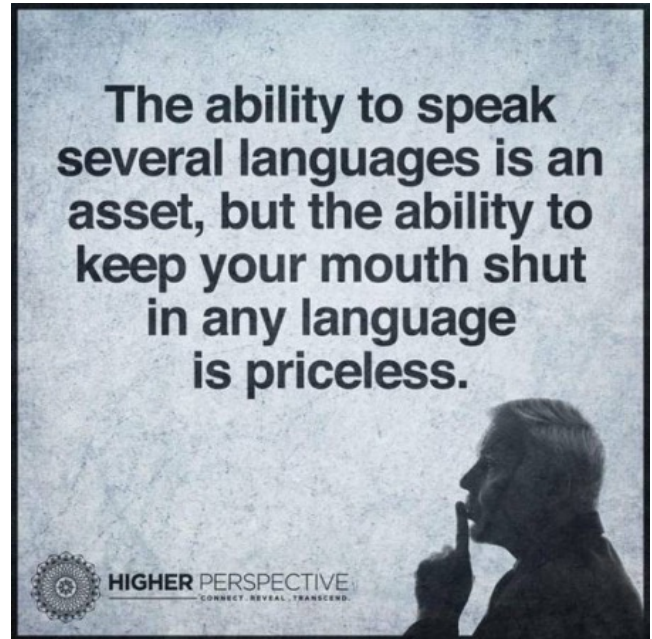 The ability to speak
several languages is an
asset, but the ability to
keep your mouth shut
in any language
is priceless.
HIGHER PERSPECTIVE
CONNECT. REVEAL. TRANSCEND.